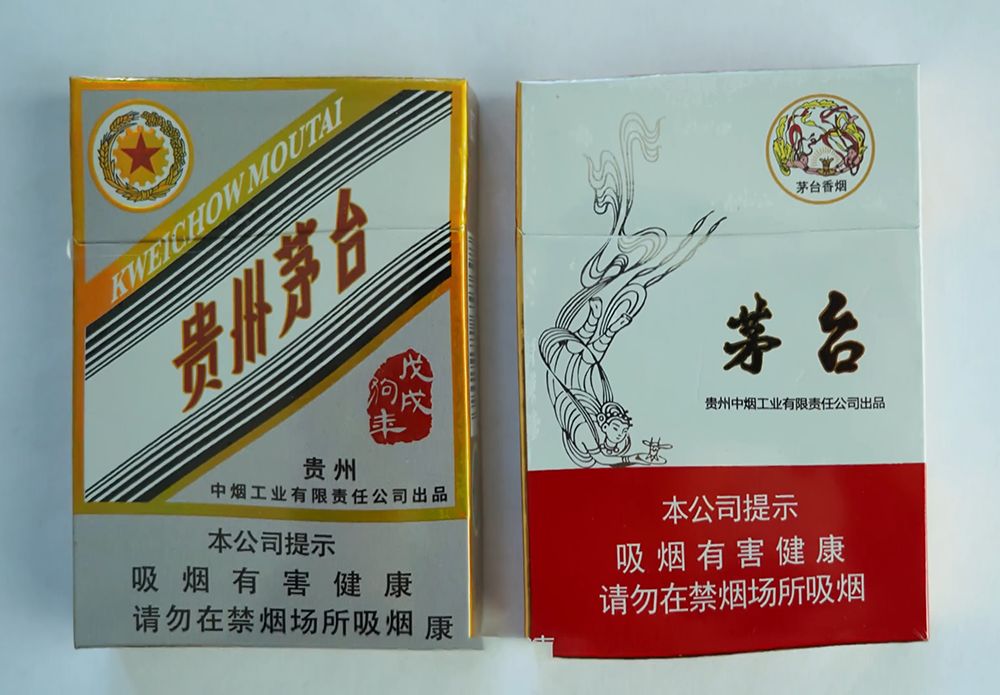 KWEICHOW MOUTAI
贵州茅台
戊戌
狗年
贵州
中烟工业有限责任公司出品
本公司提示
吸烟有害健康
请勿在禁烟场所吸烟
康
茅台香烟
茅台
贵州中烟工业有限责任公司出品
本公司提示
吸烟有害健康
请勿在禁烟场所吸烟